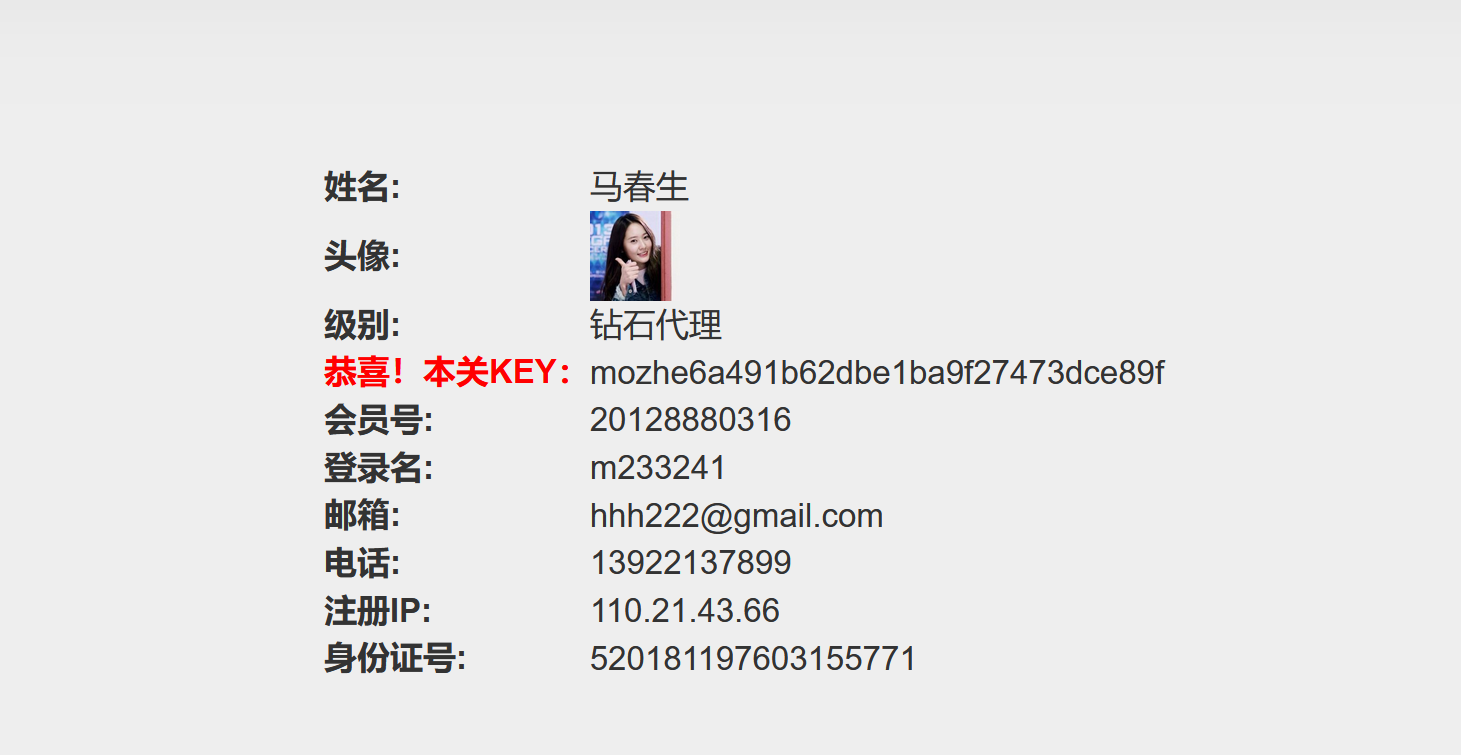 姓名: 马春生
头像:
级别: 钻石代理
恭喜！本关KEY： mozhe6a491b62dbe1ba9f27473dce89f
会员号: 20128880316
登录名: m233241
邮箱: hhh222@gmail.com
电话: 13922137899
注册IP: 110.21.43.66
身份证号: 520181197603155771